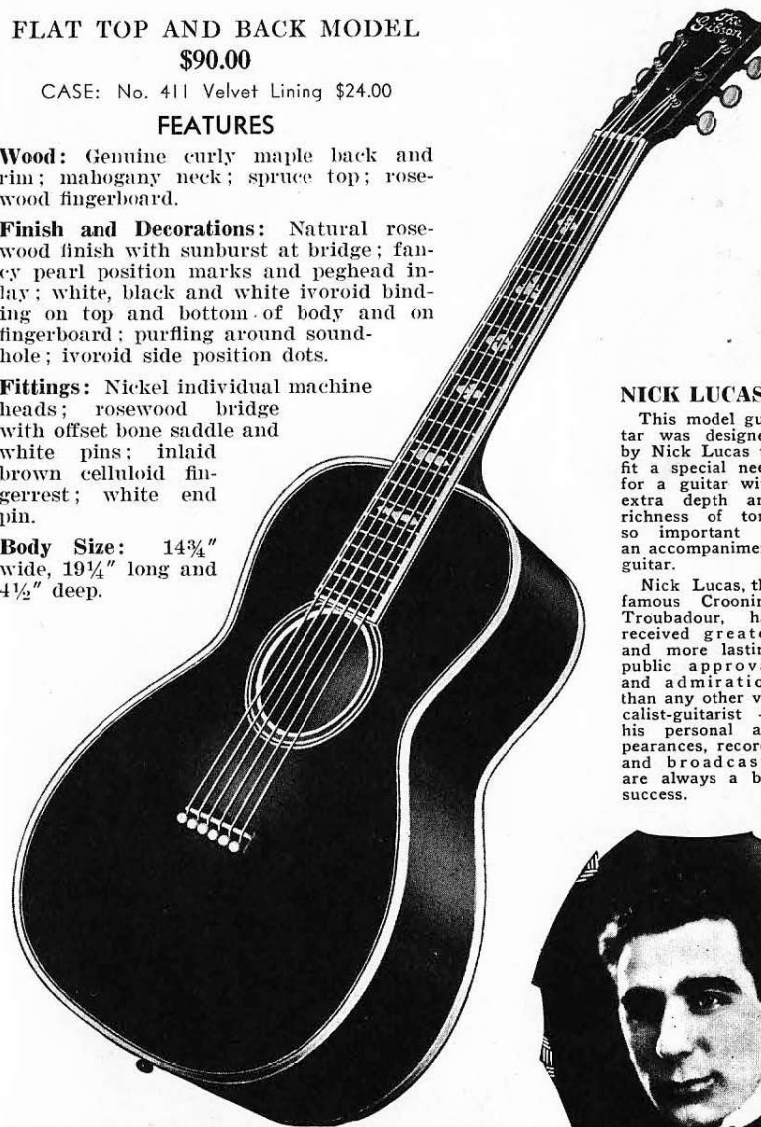 The
Gibson
FLAT TOP AND BACK MODEL
$90.00
CASE: No. 411 Velvet Lining $24.00
FEATURES
Wood: Genuine curly maple back and
rim; mahogany neck; spruce top; rose-
wood fingerboard.
Finish and Decorations: Natural rose-
wood finish with sunburst at bridge; fan-
cy pearl position marks and peghead in-
lay; white, black and white ivoroid bind-
ing on top and bottom of body and on
fingerboard; purfling around sound-
hole; ivoroid side position dots.
Fittings: Nickel individual machine
heads; rosewood bridge
with offset bone saddle and
white pins; inlaid
brown celluloid fin-
gerrest; white end
pin.
Body Size: 14¾"
wide, 19¼" long and
4½" deep.
NICK LUCAS
This model gu
tar was designe
by Nick Lucas
fit a special nee
for a guitar wit
extra depth an
richness of ton
so important
an accompanime
guitar.
Nick Lucas, th
famous Croonin
Troubadour, ha
received greate
and more lastin
public approva
and admiratio
than any other v
calist-guitarist -
his personal a
pearances, record
and broadcas
are always a b
success.